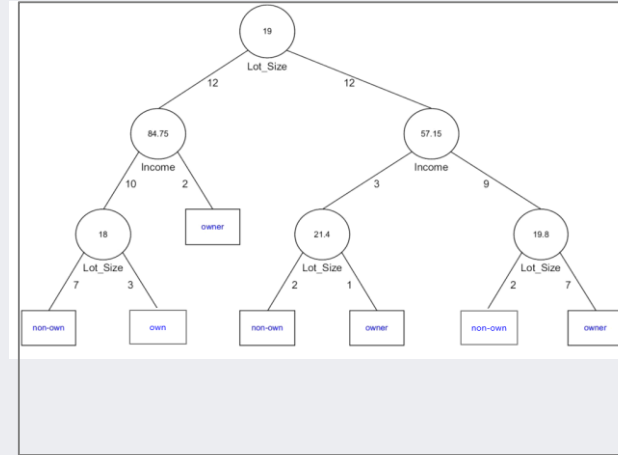 19
Lot_Size
12 12
84.75 57.15
Income Income
10 2 3 9
owner
18 21.4 19.8
Lot_Size Lot_Size Lot_Size
7 3 2 1 2 7
non-own own non-own owner non-own owner